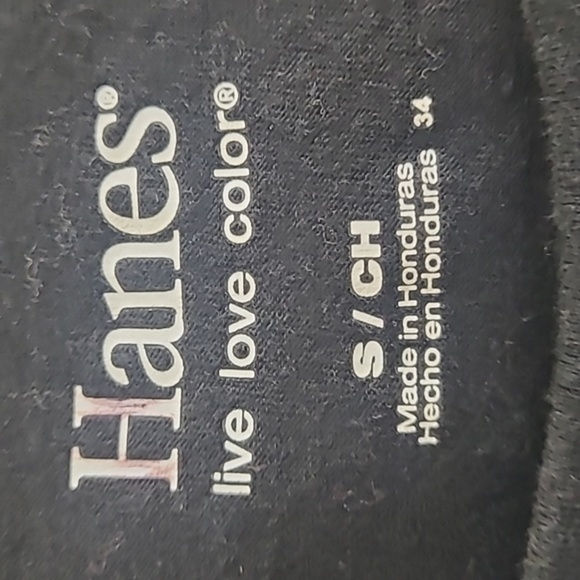 Hanes®
live love color®
S / CH
Made in Honduras
Hecho en Honduras 34